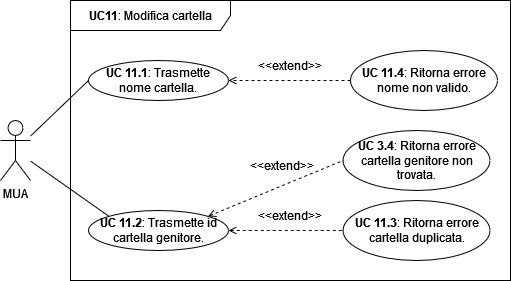 UC11: Modifica cartella
UC 11.1: Trasmette
nome cartella.
<<extend>>
UC 11.4: Ritorna errore
nome non valido.
MUA
<<extend>>
UC 3.4: Ritorna errore
cartella genitore non
trovata.
UC 11.2: Trasmette id
cartella genitore.
<<extend>>
UC 11.3: Ritorna errore
cartella duplicata.